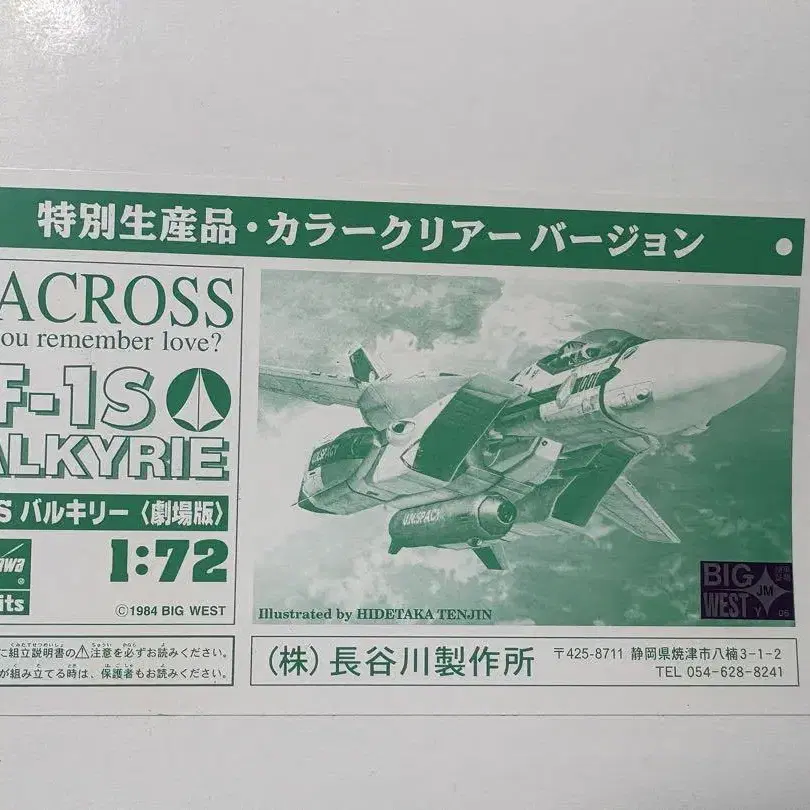 特別生産品・カラークリアーバージョン
ACROSS
ou remember love?
F-1S
ALKYRIE
S バルキリー〈劇場版〉
1:72
awa
®
its
©1984 BIG WEST
U.N.SPACY
U.N.SPACY
Illustrated by HIDETAKA TENJIN
BIG
WEST
JM
Y
06
に組立説明書の⚠注意を必ずお読みください。
が組み立てる時は、保護者もお読みください。
(株)長谷川製作所
〒425-8711 静岡県焼津市八楠3-1-2
TEL 054-628-8241